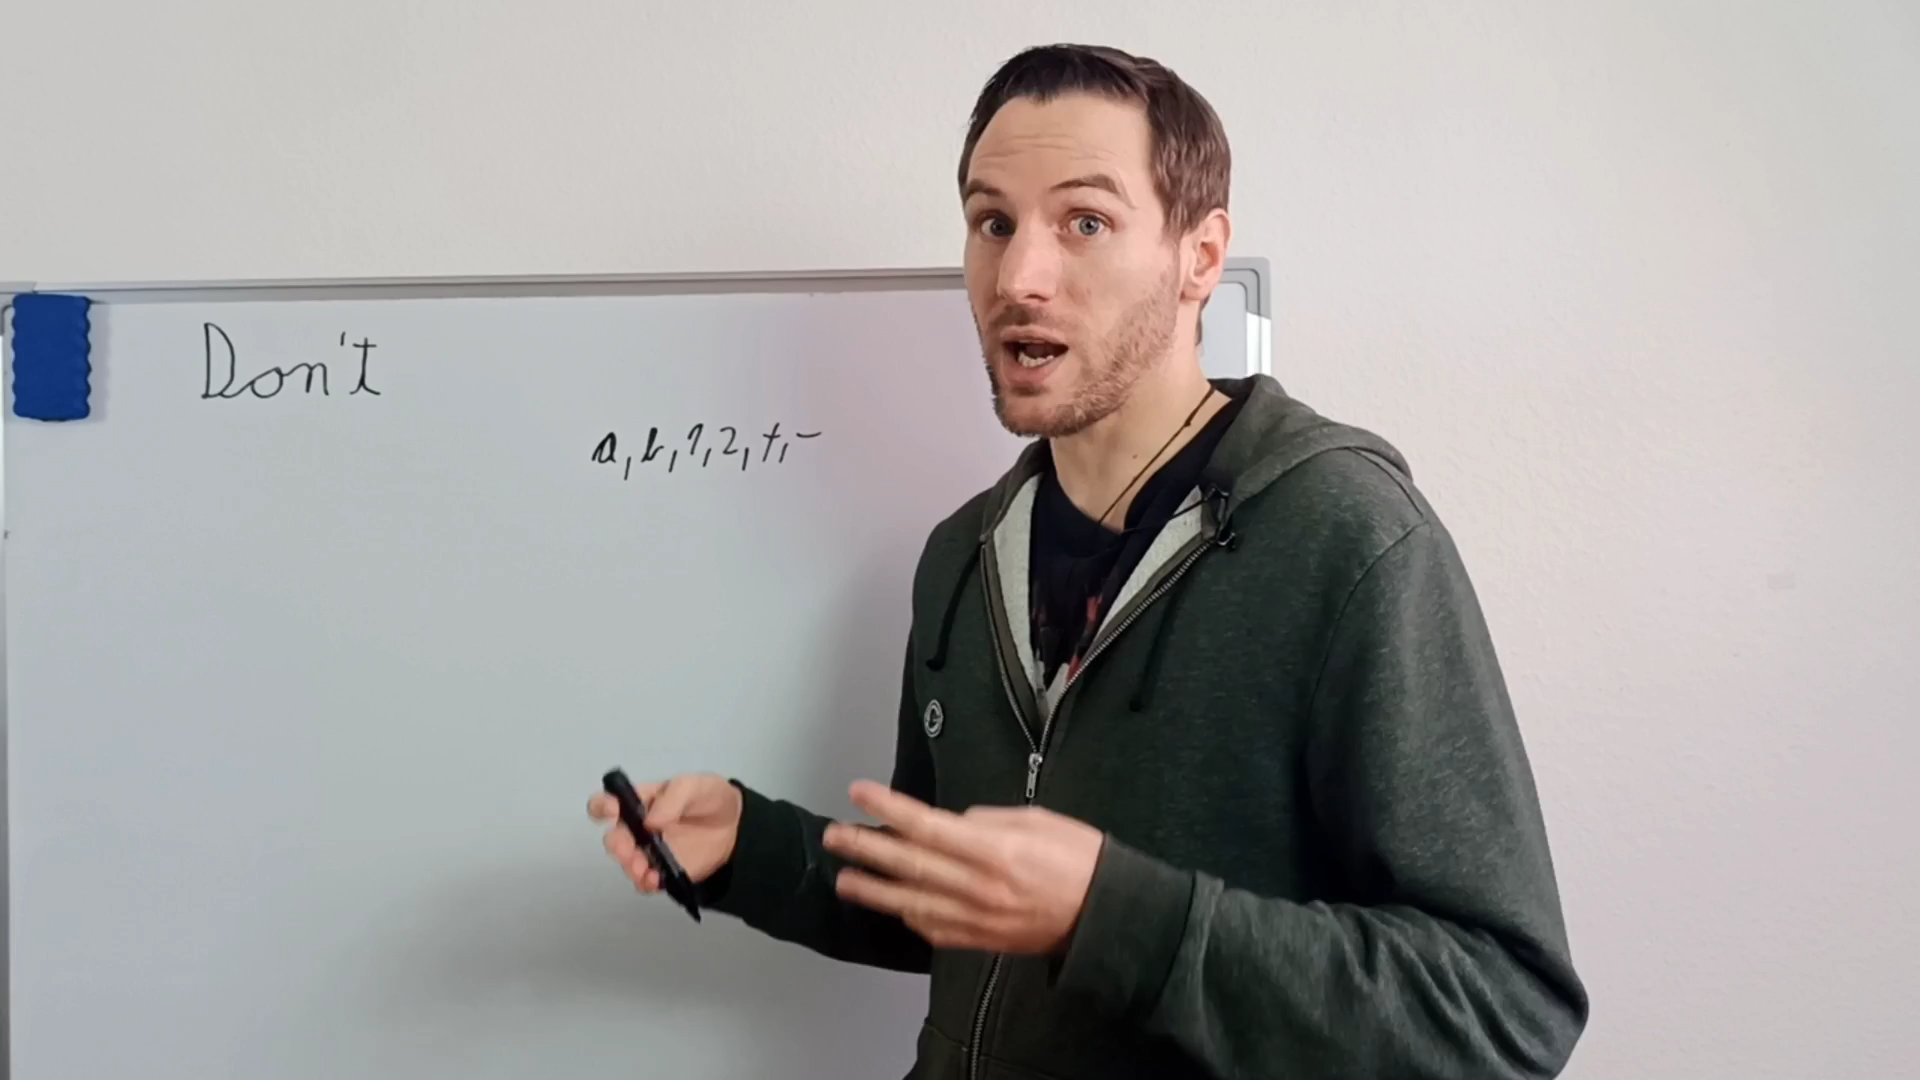 Don't
a, b, 1, 2, +, -